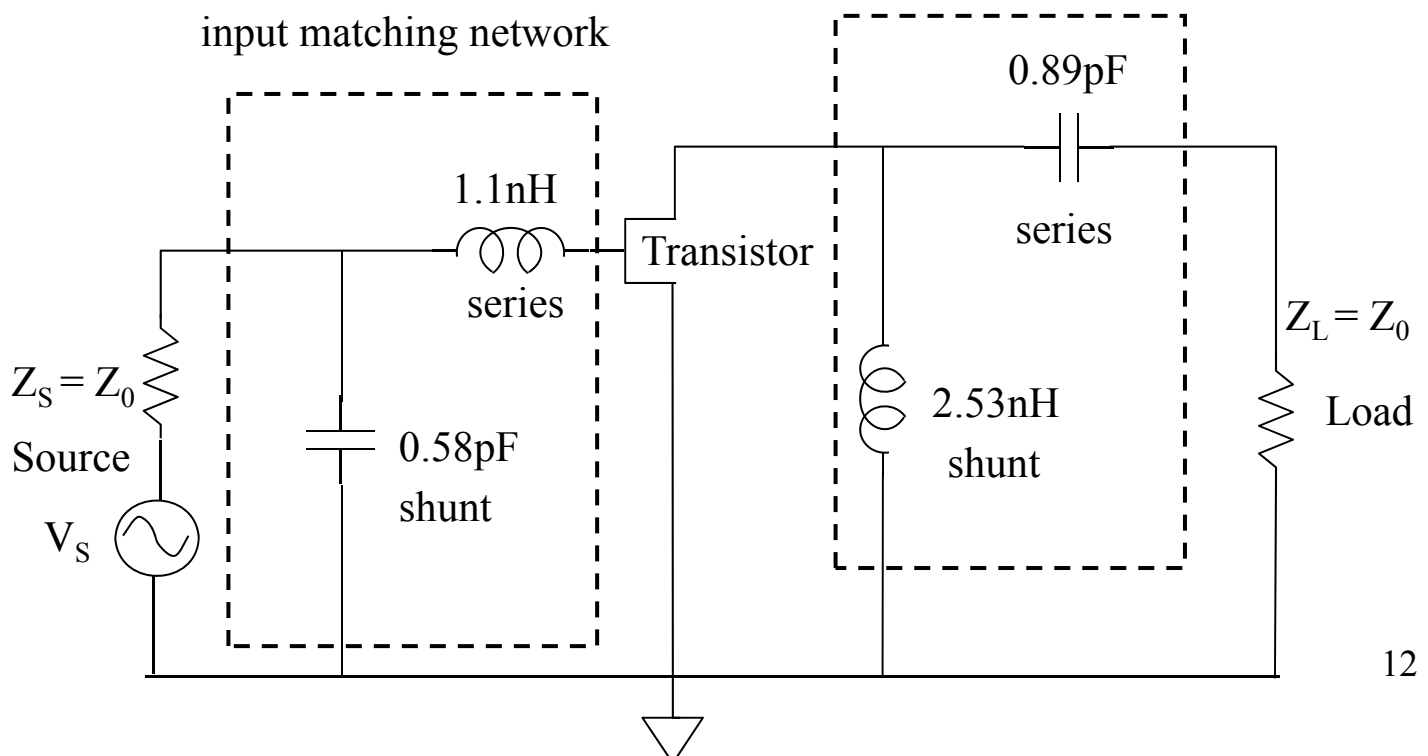 input matching network
0.89pF
series
1.1nH
series
Transistor
Z_S = Z_0
Source
V_S
0.58pF
shunt
2.53nH
shunt
Z_L = Z_0
Load
12